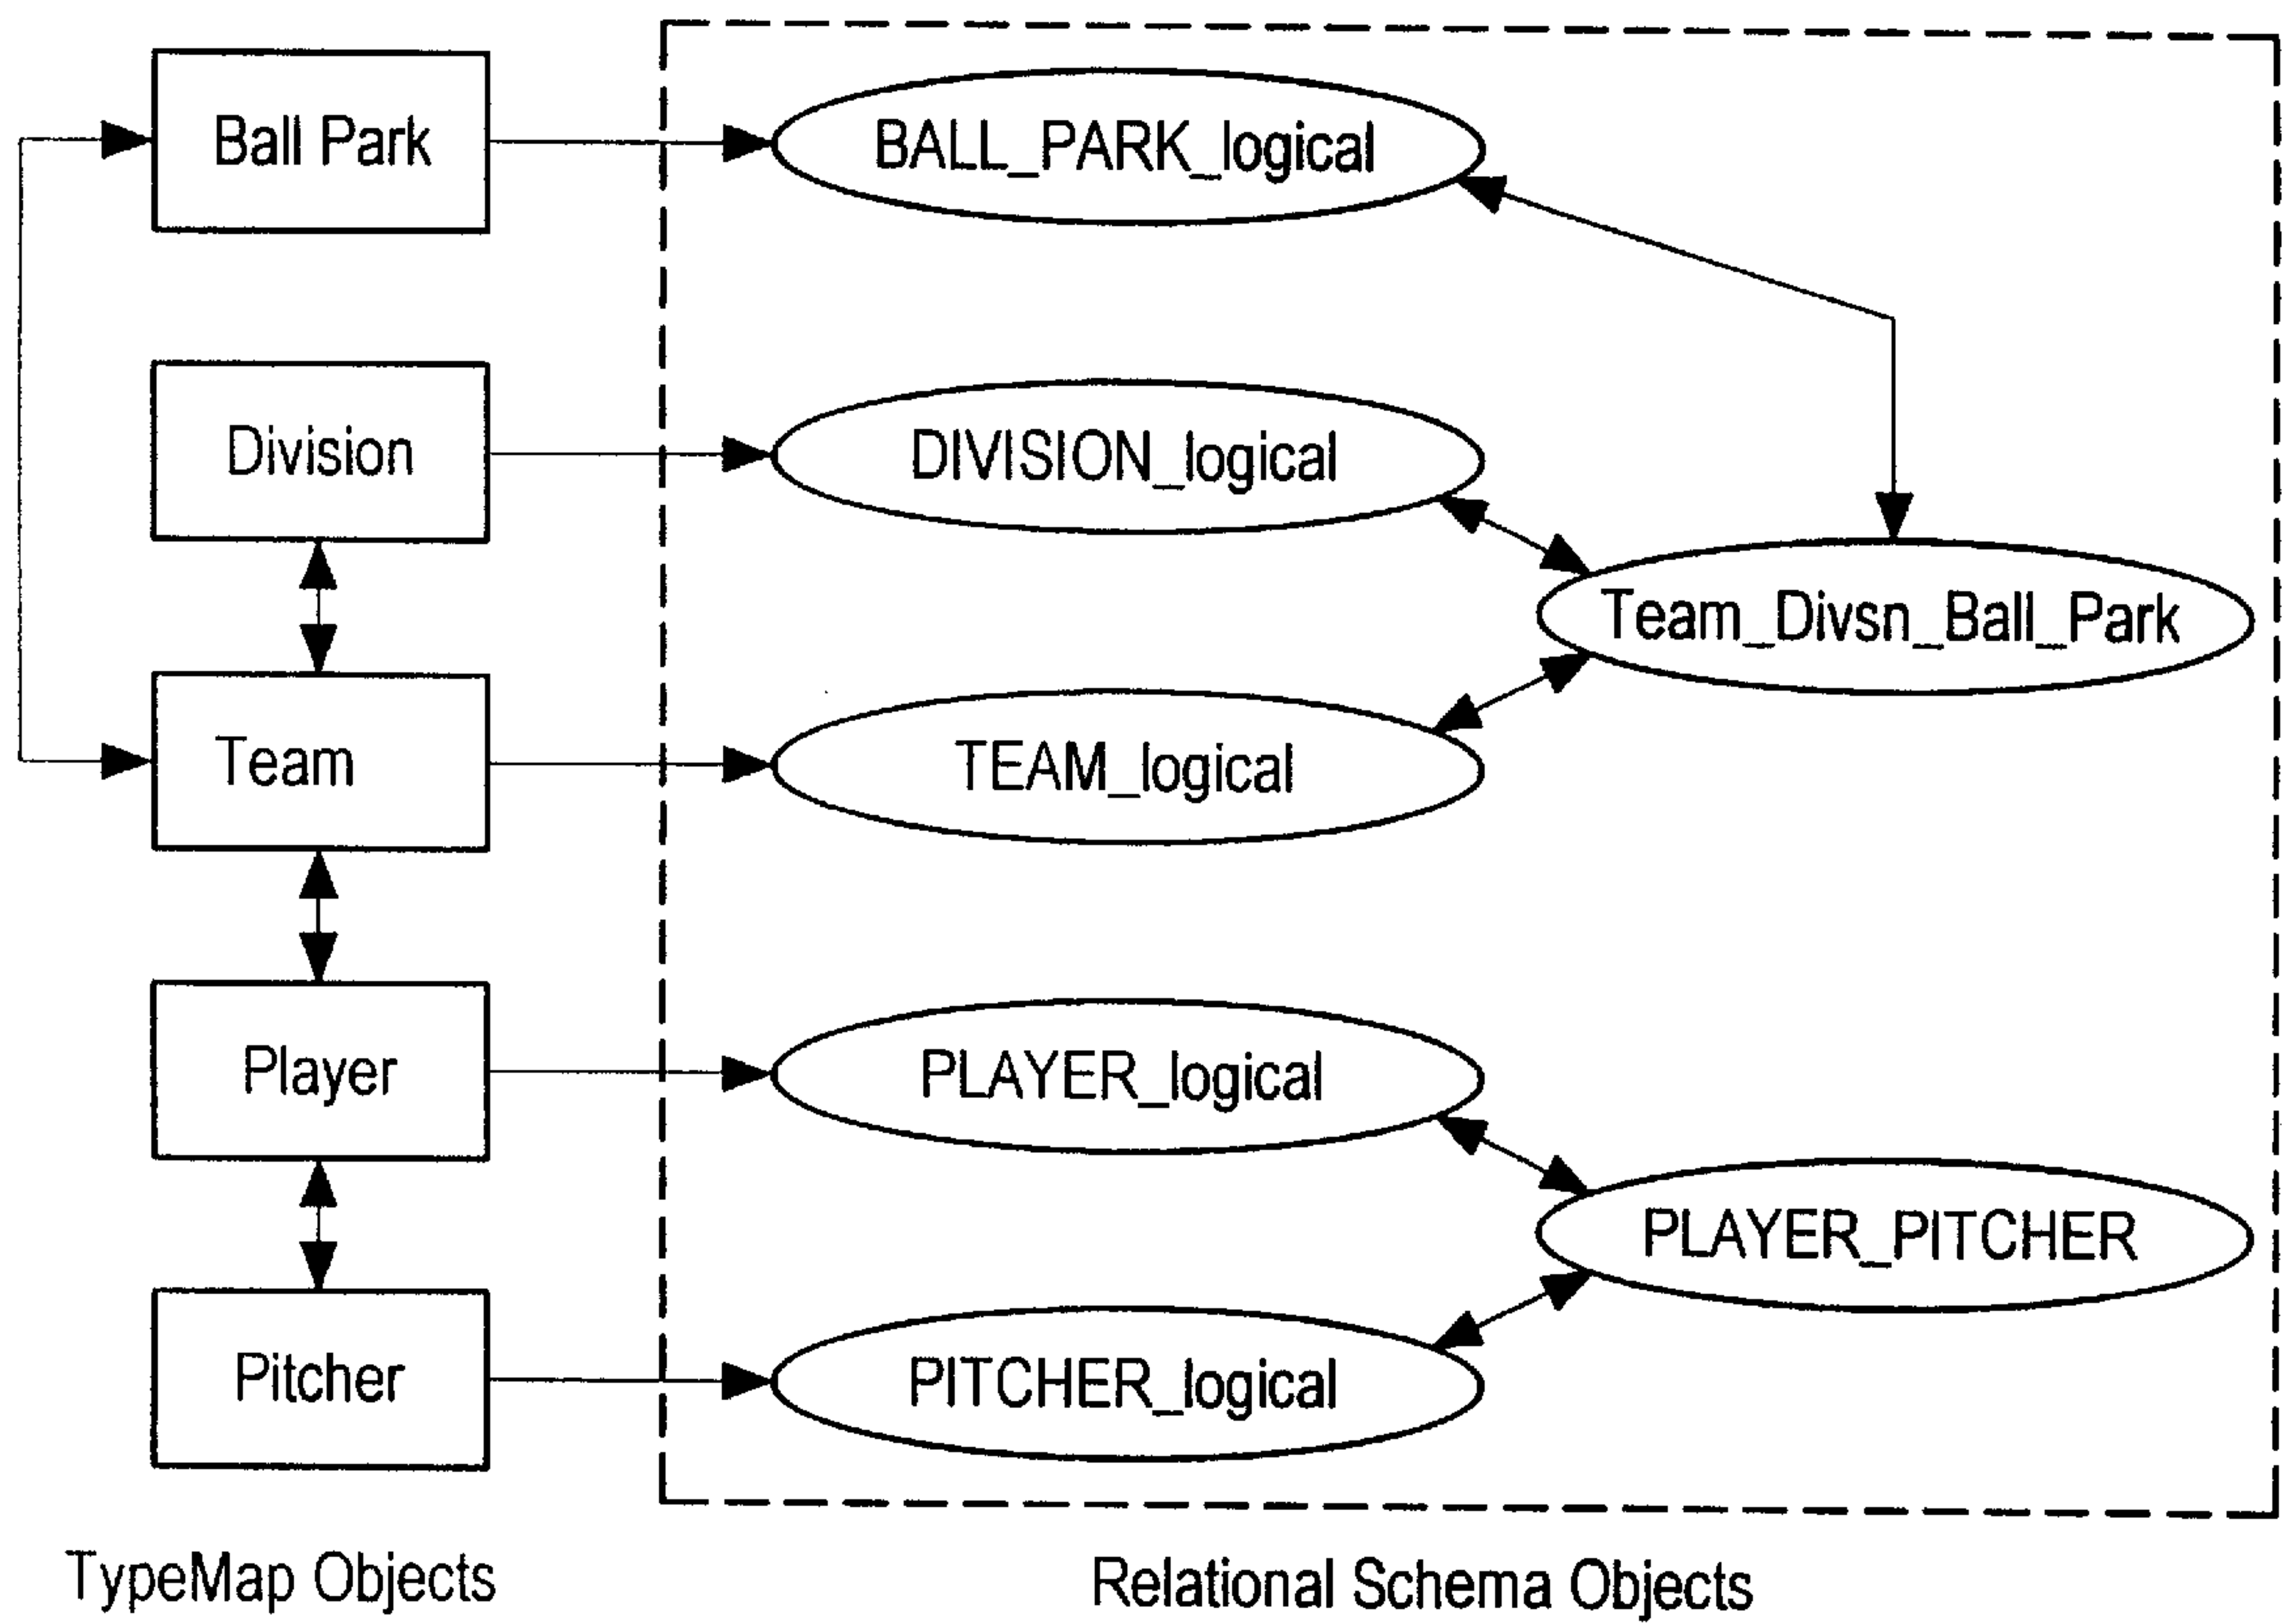 Ball Park
BALL_PARK_logical
Division
DIVISION_logical
Team_Divsn_Ball_Park
Team
TEAM_logical
Player
PLAYER_logical
PLAYER_PITCHER
Pitcher
PITCHER_logical
TypeMap Objects
Relational Schema Objects